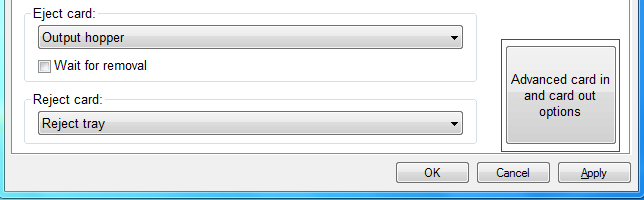 Eject card:
Output hopper
Wait for removal
Reject card:
Reject tray
Advanced card in
and card out
options
OK
Cancel
Apply